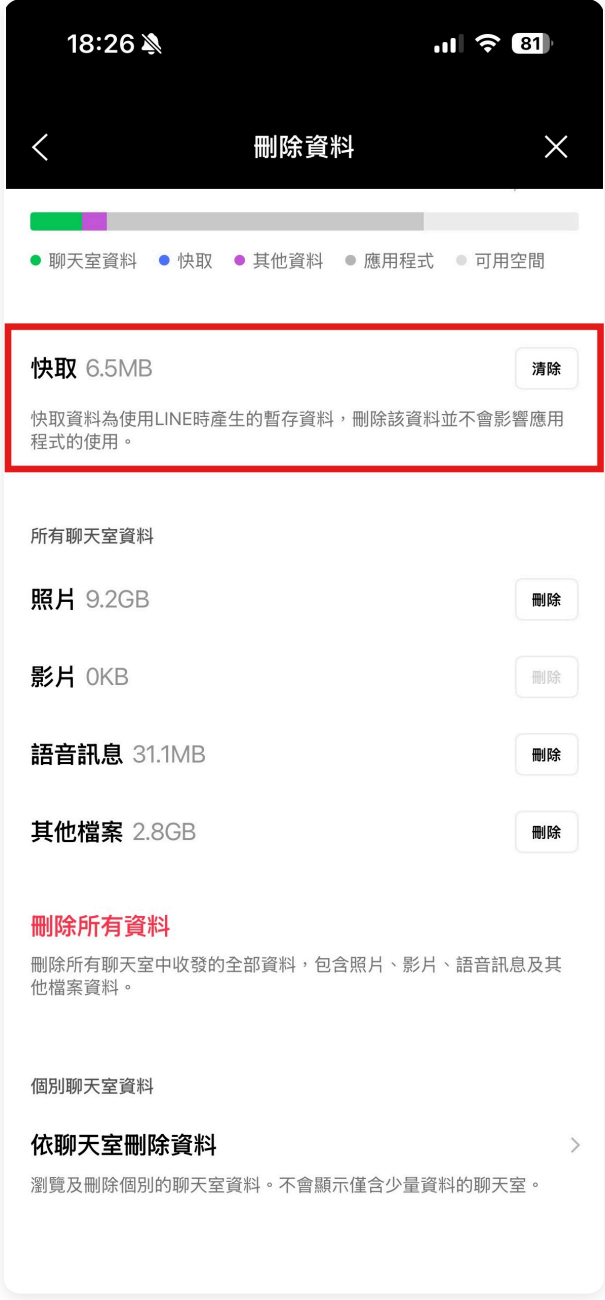 18:26
81
刪除資料
聊天室資料 快取 其他資料 應用程式 可用空間
快取 6.5MB 清除
快取資料為使用LINE時產生的暫存資料，刪除該資料並不會影響應用
程式的使用。
所有聊天室資料
照片 9.2GB 刪除
影片 0KB 刪除
語音訊息 31.1MB 刪除
其他檔案 2.8GB 刪除
刪除所有資料
刪除所有聊天室中收發的全部資料，包含照片、影片、語音訊息及其
他檔案資料。
個別聊天室資料
依聊天室刪除資料
瀏覽及刪除個別的聊天室資料。不會顯示僅含少量資料的聊天室。